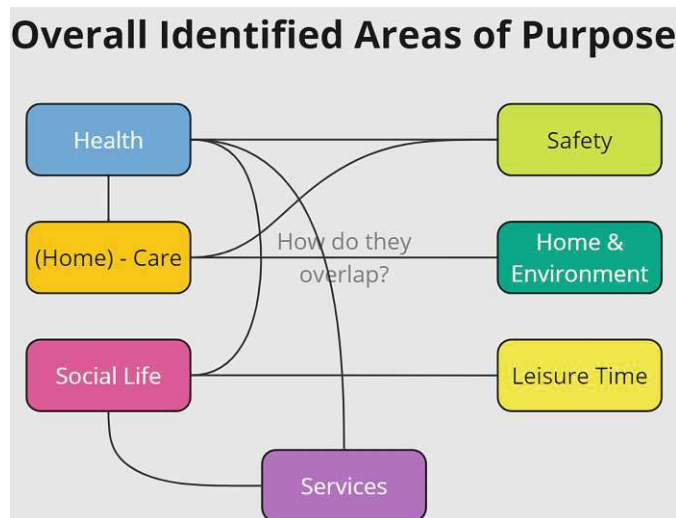 Overall Identified Areas of Purpose
Health
Safety
(Home) - Care
How do they
overlap?
Home &
Environment
Social Life
Leisure Time
Services